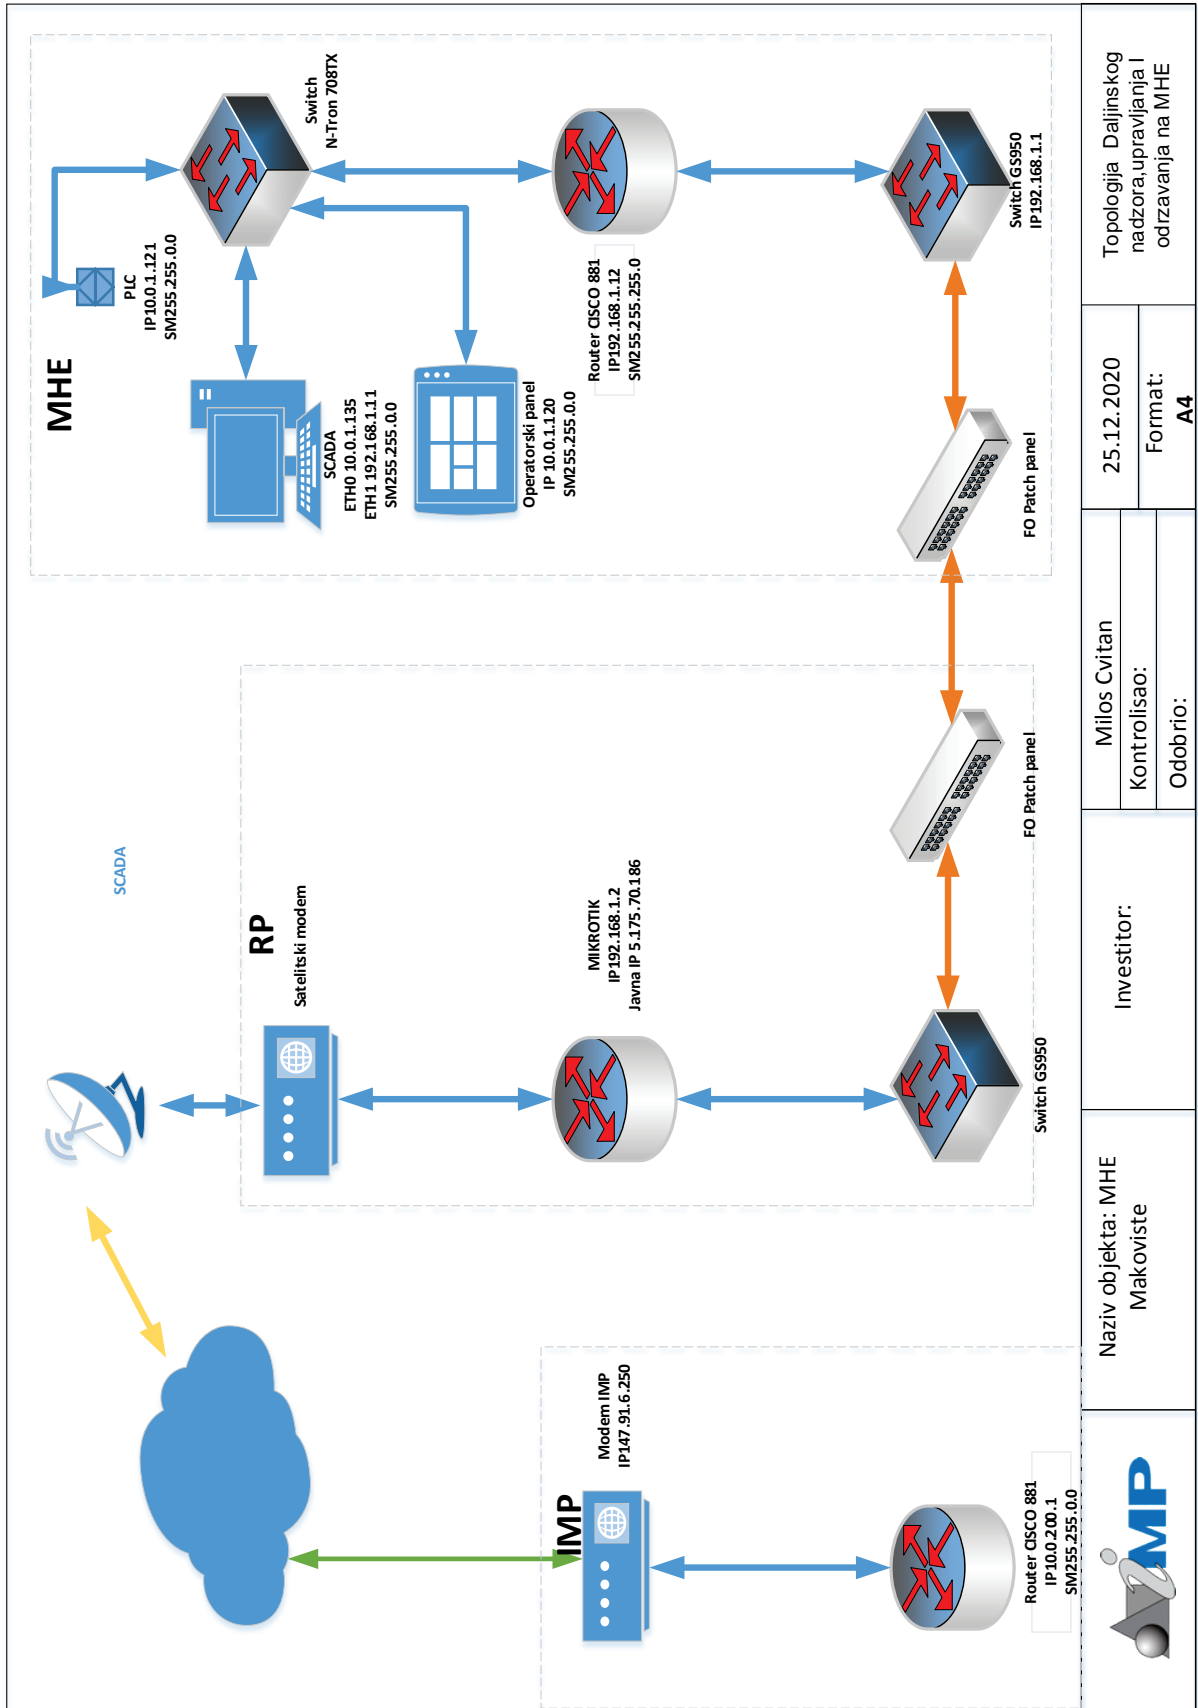 MHE
PLC
IP10.0.1.121
SM255.255.0.0
Switch
N-Tron 708TX
SCADA
ETH0 10.0.1.135
ETH1 192.168.1.11
SM255.255.0.0
Operatorski panel
IP 10.0.1.120
SM255.255.0.0
Router CISCO 881
IP192.168.1.12
SM255.255.255.0
Switch GS950
IP192.168.1.1
FO Patch panel
SCADA
RP
Satelitski modem
MIKROTIK
IP192.168.1.2
Javna IP 5.175.70.186
FO Patch panel
Switch GS950
IMP
Modem IMP
IP147.91.6.250
Router CISCO 881
IP10.0.200.1
SM255.255.0.0
iMP
Naziv objekta: MHE
Makoviste
Investitor:
Milos Cvitan
Kontrolisao:
Odobrio:
25.12.2020
Format:
A4
Topologija Daljinskog
nadzora,upravljanja I
odrzavanja na MHE